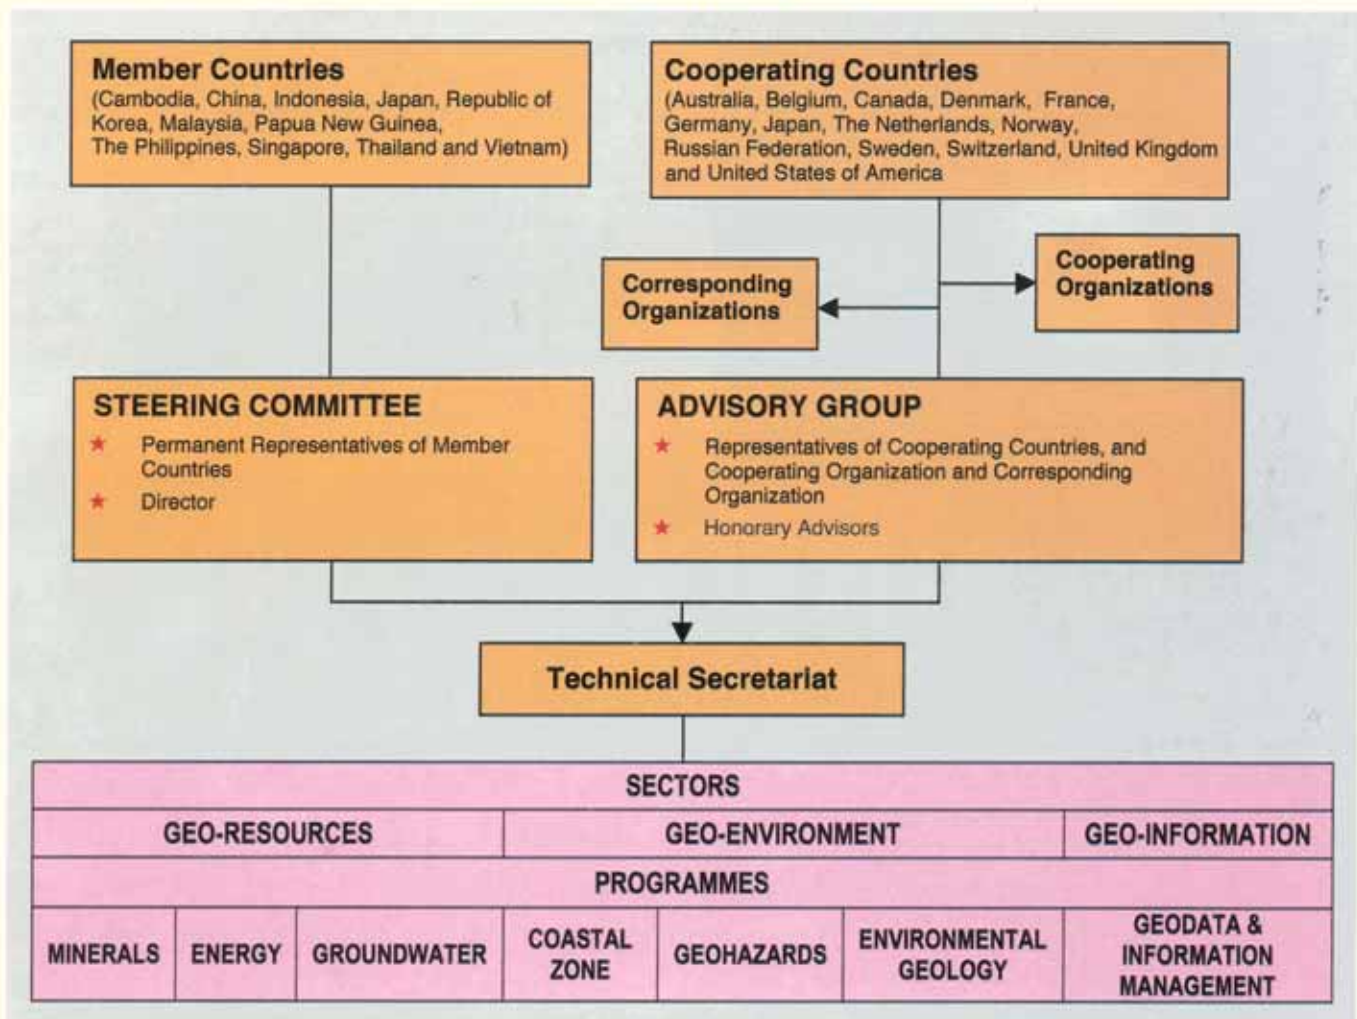 Member Countries
(Cambodia, China, Indonesia, Japan, Republic of
Korea, Malaysia, Papua New Guinea,
The Philippines, Singapore, Thailand and Vietnam)
Cooperating Countries
(Australia, Belgium, Canada, Denmark, France,
Germany, Japan, The Netherlands, Norway,
Russian Federation, Sweden, Switzerland, United Kingdom
and United States of America
Corresponding
Organizations
Cooperating
Organizations
STEERING COMMITTEE
★ Permanent Representatives of Member
Countries
★ Director
ADVISORY GROUP
★ Representatives of Cooperating Countries, and
Cooperating Organization and Corresponding
Organization
★ Honorary Advisors
Technical Secretariat
SECTORS
GEO-RESOURCES
GEO-ENVIRONMENT
GEO-INFORMATION
PROGRAMMES
MINERALS
ENERGY
GROUNDWATER
COASTAL
ZONE
GEOHAZARDS
ENVIRONMENTAL
GEOLOGY
GEODATA &
INFORMATION
MANAGEMENT